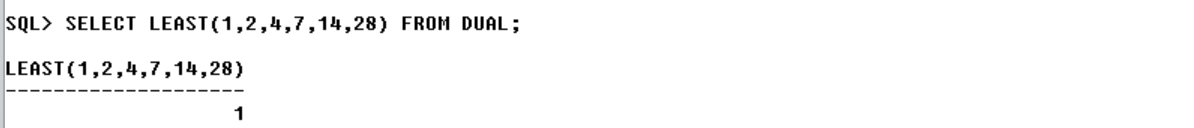 SQL> SELECT LEAST(1,2,4,7,14,28) FROM DUAL;
LEAST(1,2,4,7,14,28)
--------------------
1